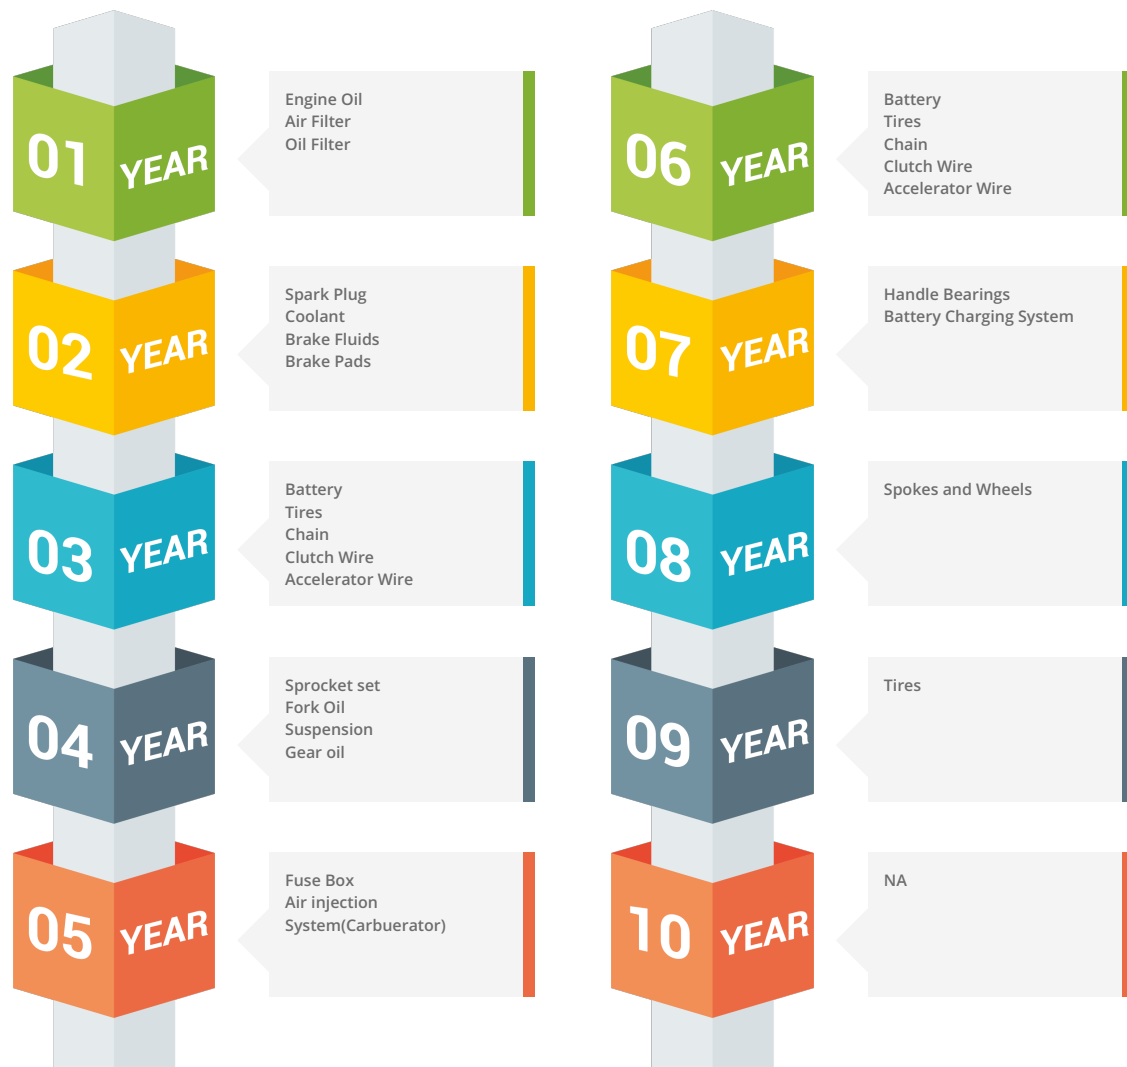 01 YEAR
Engine Oil
Air Filter
Oil Filter
02 YEAR
Spark Plug
Coolant
Brake Fluids
Brake Pads
03 YEAR
Battery
Tires
Chain
Clutch Wire
Accelerator Wire
04 YEAR
Sprocket set
Fork Oil
Suspension
Gear oil
05 YEAR
Fuse Box
Air injection
System(Carbuerator)
06 YEAR
Battery
Tires
Chain
Clutch Wire
Accelerator Wire
07 YEAR
Handle Bearings
Battery Charging System
08 YEAR
Spokes and Wheels
09 YEAR
Tires
10 YEAR
NA